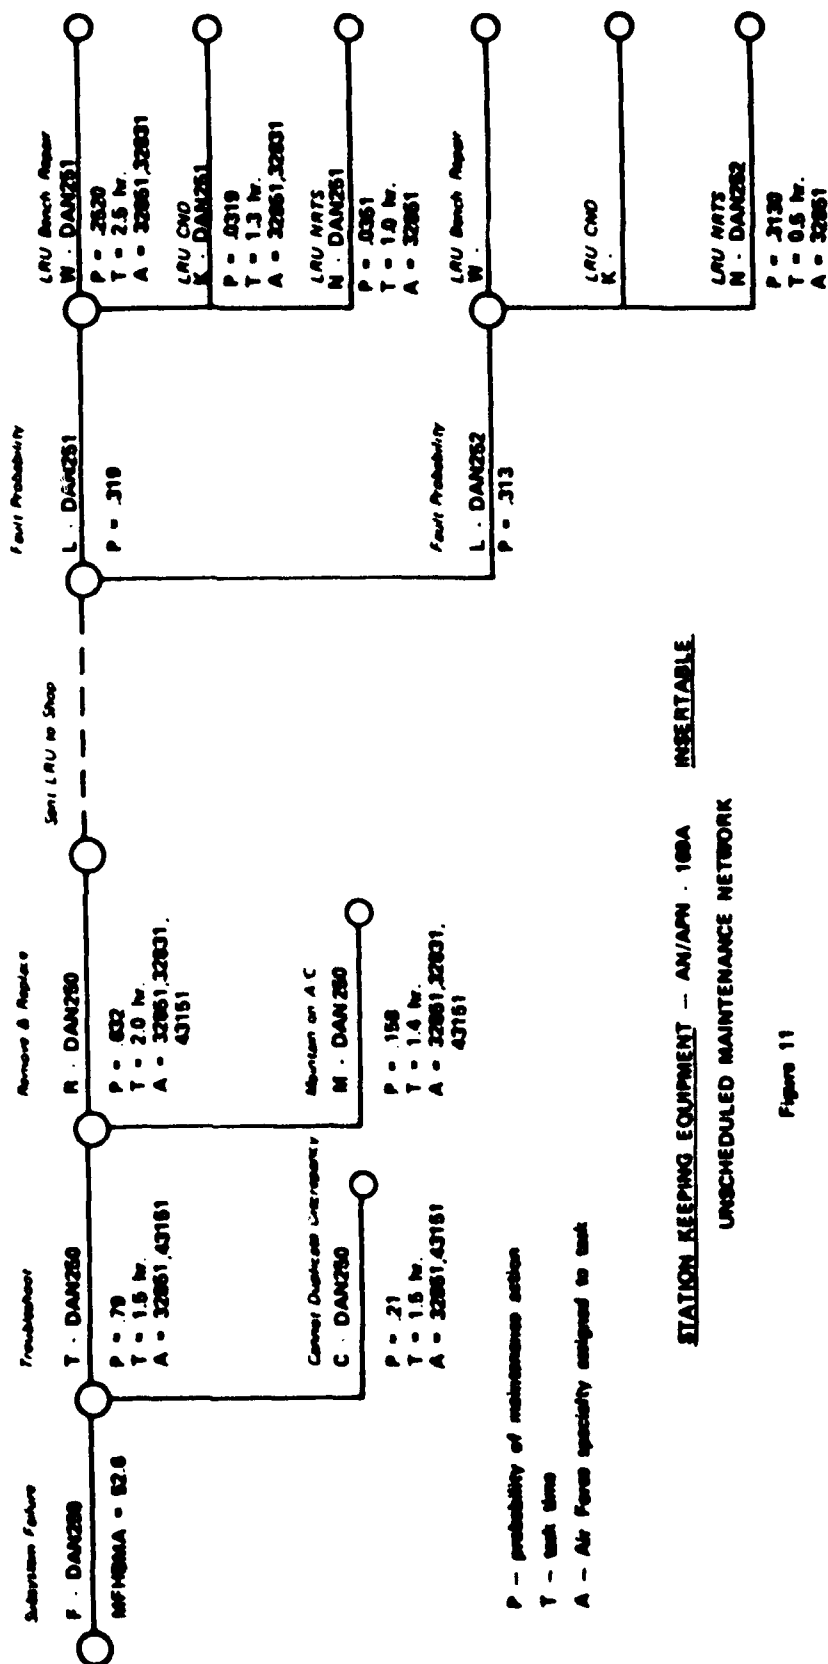 Subsystem Failure
F - DAN250
MFHBMA = 52.6
Troubleshoot
T - DAN250
P = .79
T = 1.5 hr.
A = 32851,43151
Cannot Duplicate Discrepancy
C - DAN250
P = .21
T = 1.5 hr.
A = 32851,43151
Remove & Replace
R - DAN250
P = .632
T = 2.0 hr.
A = 32851,32831,
43151
Maintain on A/C
M - DAN250
P = .158
T = 1.4 hr.
A = 32851,32831,
43151
Sent LRU to Shop
Fault Probability
L - DAN251
P = .319
Fault Probability
L - DAN252
P = .313
LRU Bench Repair
W - DAN251
P = .2520
T = 2.5 hr.
A = 32851,32831
LRU CND
K - DAN251
P = .0319
T = 1.3 hr.
A = 32851,32831
LRU NRTS
N - DAN251
P = .0351
T = 1.0 hr.
A = 32851
LRU Bench Repair
W -
LRU CND
K -
LRU NRTS
N - DAN252
P = .3130
T = 0.5 hr.
A = 32851
P – probability of maintenance action
T – task time
A – Air Force specialty assigned to task
STATION KEEPING EQUIPMENT – AN/APN - 169A INSERTABLE
UNSCHEDULED MAINTENANCE NETWORK
Figure 11